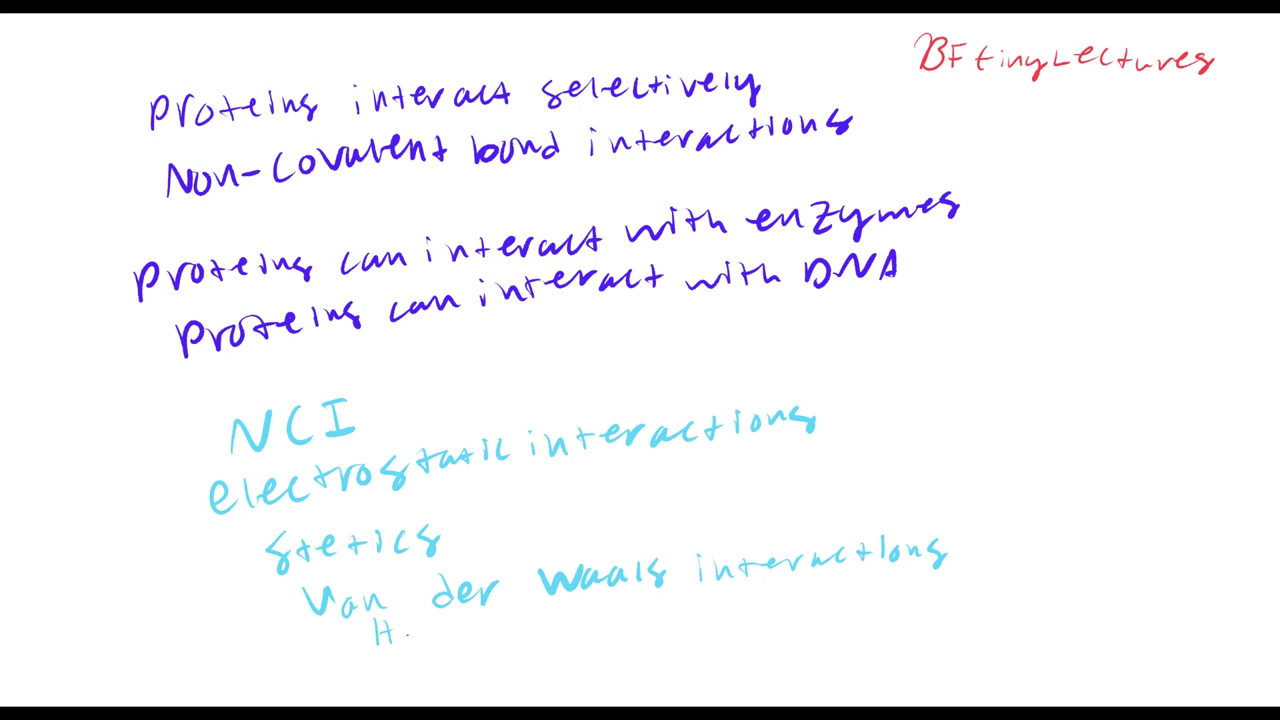 BF tinyLectures
Proteins interact selectively
Non-covalent bond interactions
Proteins can interact with enzymes
Proteins can interact with DNA
NCI
electrostatic interactions
stetics
Van der Waals interactions
H